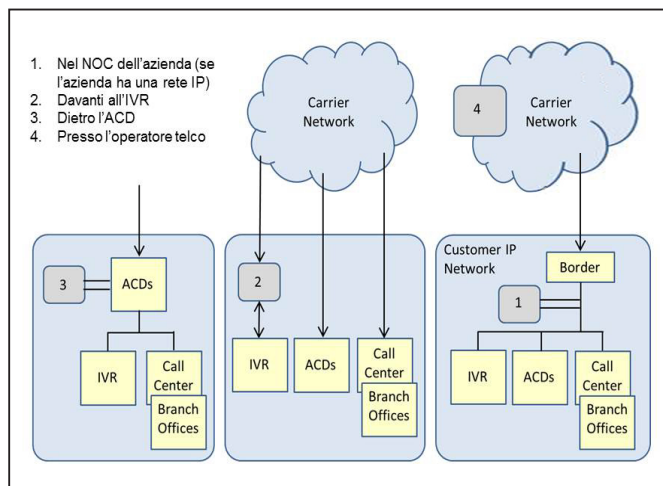 1. Nel NOC dell'azienda (se
l'azienda ha una rete IP)
2. Davanti all'IVR
3. Dietro l'ACD
4. Presso l'operatore telco
Carrier
Network
4
Carrier
Network
3
ACDs
IVR
Call
Center
Branch
Offices
2
IVR
ACDs
Call
Center
Branch
Offices
Customer IP
Network
Border
1
IVR
ACDs
Call
Center
Branch
Offices